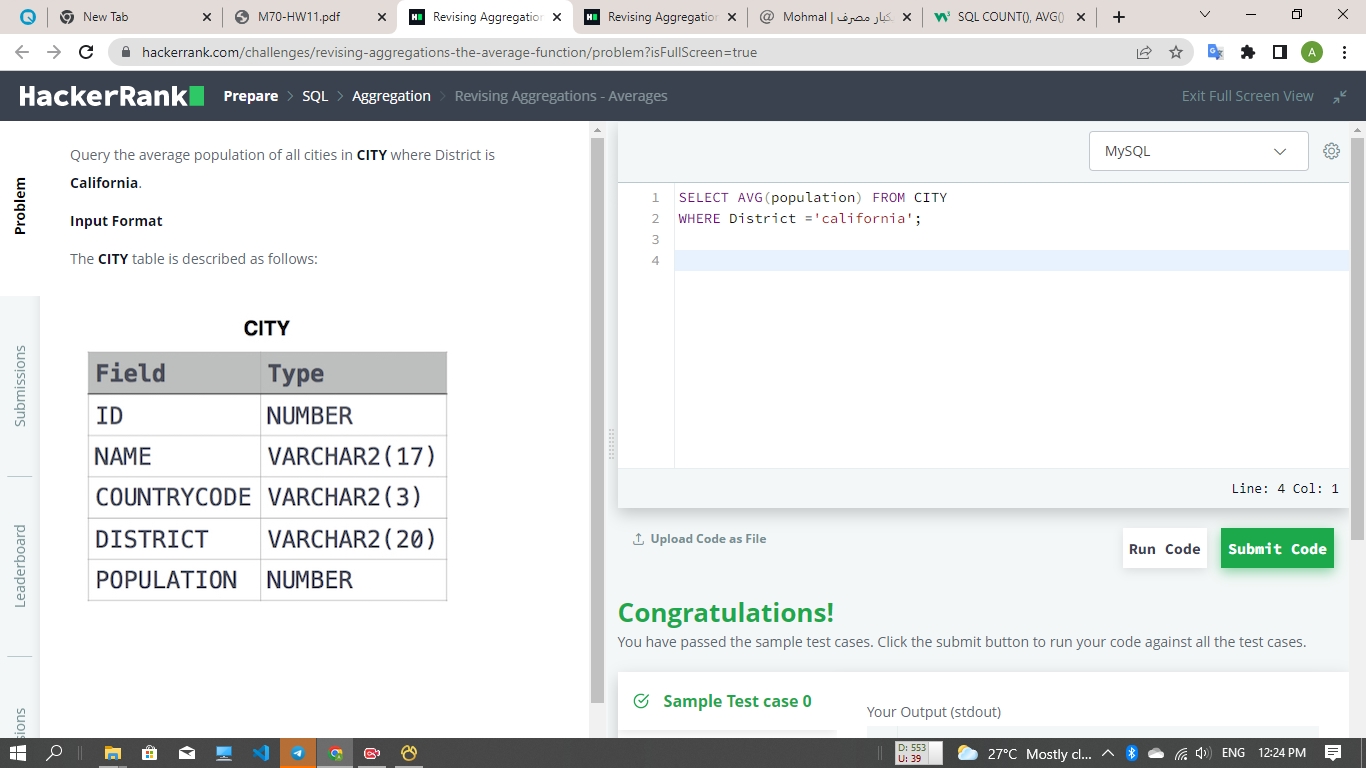 New Tab
M70-HW11.pdf
Revising Aggregation
Revising Aggregation
Mohmal | یکبار مصرف
SQL COUNT(), AVG()
hackerrank.com/challenges/revising-aggregations-the-average-function/problem?isFullScreen=true
A
HackerRank
Prepare > SQL > Aggregation > Revising Aggregations - Averages
Exit Full Screen View
Problem
Submissions
Leaderboard
Query the average population of all cities in CITY where District is
California.
Input Format
The CITY table is described as follows:
CITY
Field Type
ID NUMBER
NAME VARCHAR2(17)
COUNTRYCODE VARCHAR2(3)
DISTRICT VARCHAR2(20)
POPULATION NUMBER
MySQL
1 SELECT AVG(population) FROM CITY
2 WHERE District ='california';
3
4
Line: 4 Col: 1
Upload Code as File
Run Code
Submit Code
Congratulations!
You have passed the sample test cases. Click the submit button to run your code against all the test cases.
Sample Test case 0
Your Output (stdout)
D: 553
U: 39
27°C Mostly cl...
ENG
12:24 PM